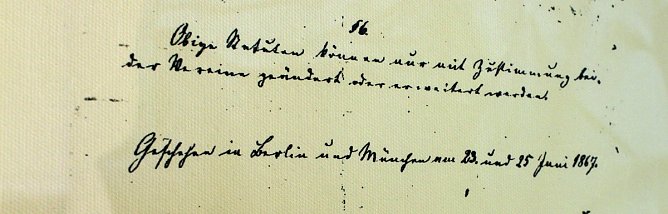 §6.
Obige Statuten können nur mit Zustimmung bei-
der Vereine geändert oder erweitert werden.
Geschehen in Berlin und München am 23. und 25 Juni 1867.